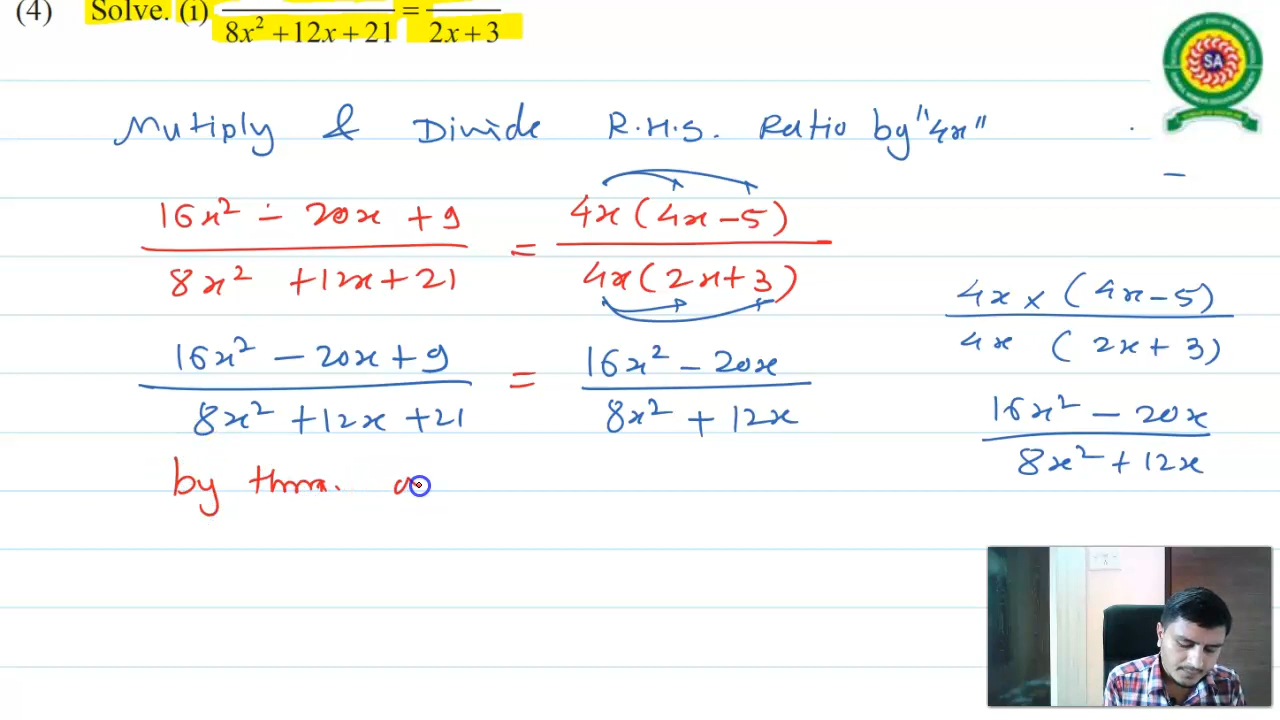 (4) Solve. (i)
8x² +12x+21 = 2x+3
SA
Mutiply & Divide R.H.S. Ratio by "4x"
16x² - 20x + 9 / 8x² +12x+21 = 4x(4x-5) / 4x(2x+3)
4x × (4x-5) / 4x (2x+3)
16x² - 20x + 9 / 8x² +12x +21 = 16x² - 20x / 8x² + 12x
16x² - 20x / 8x² + 12x
by thm.